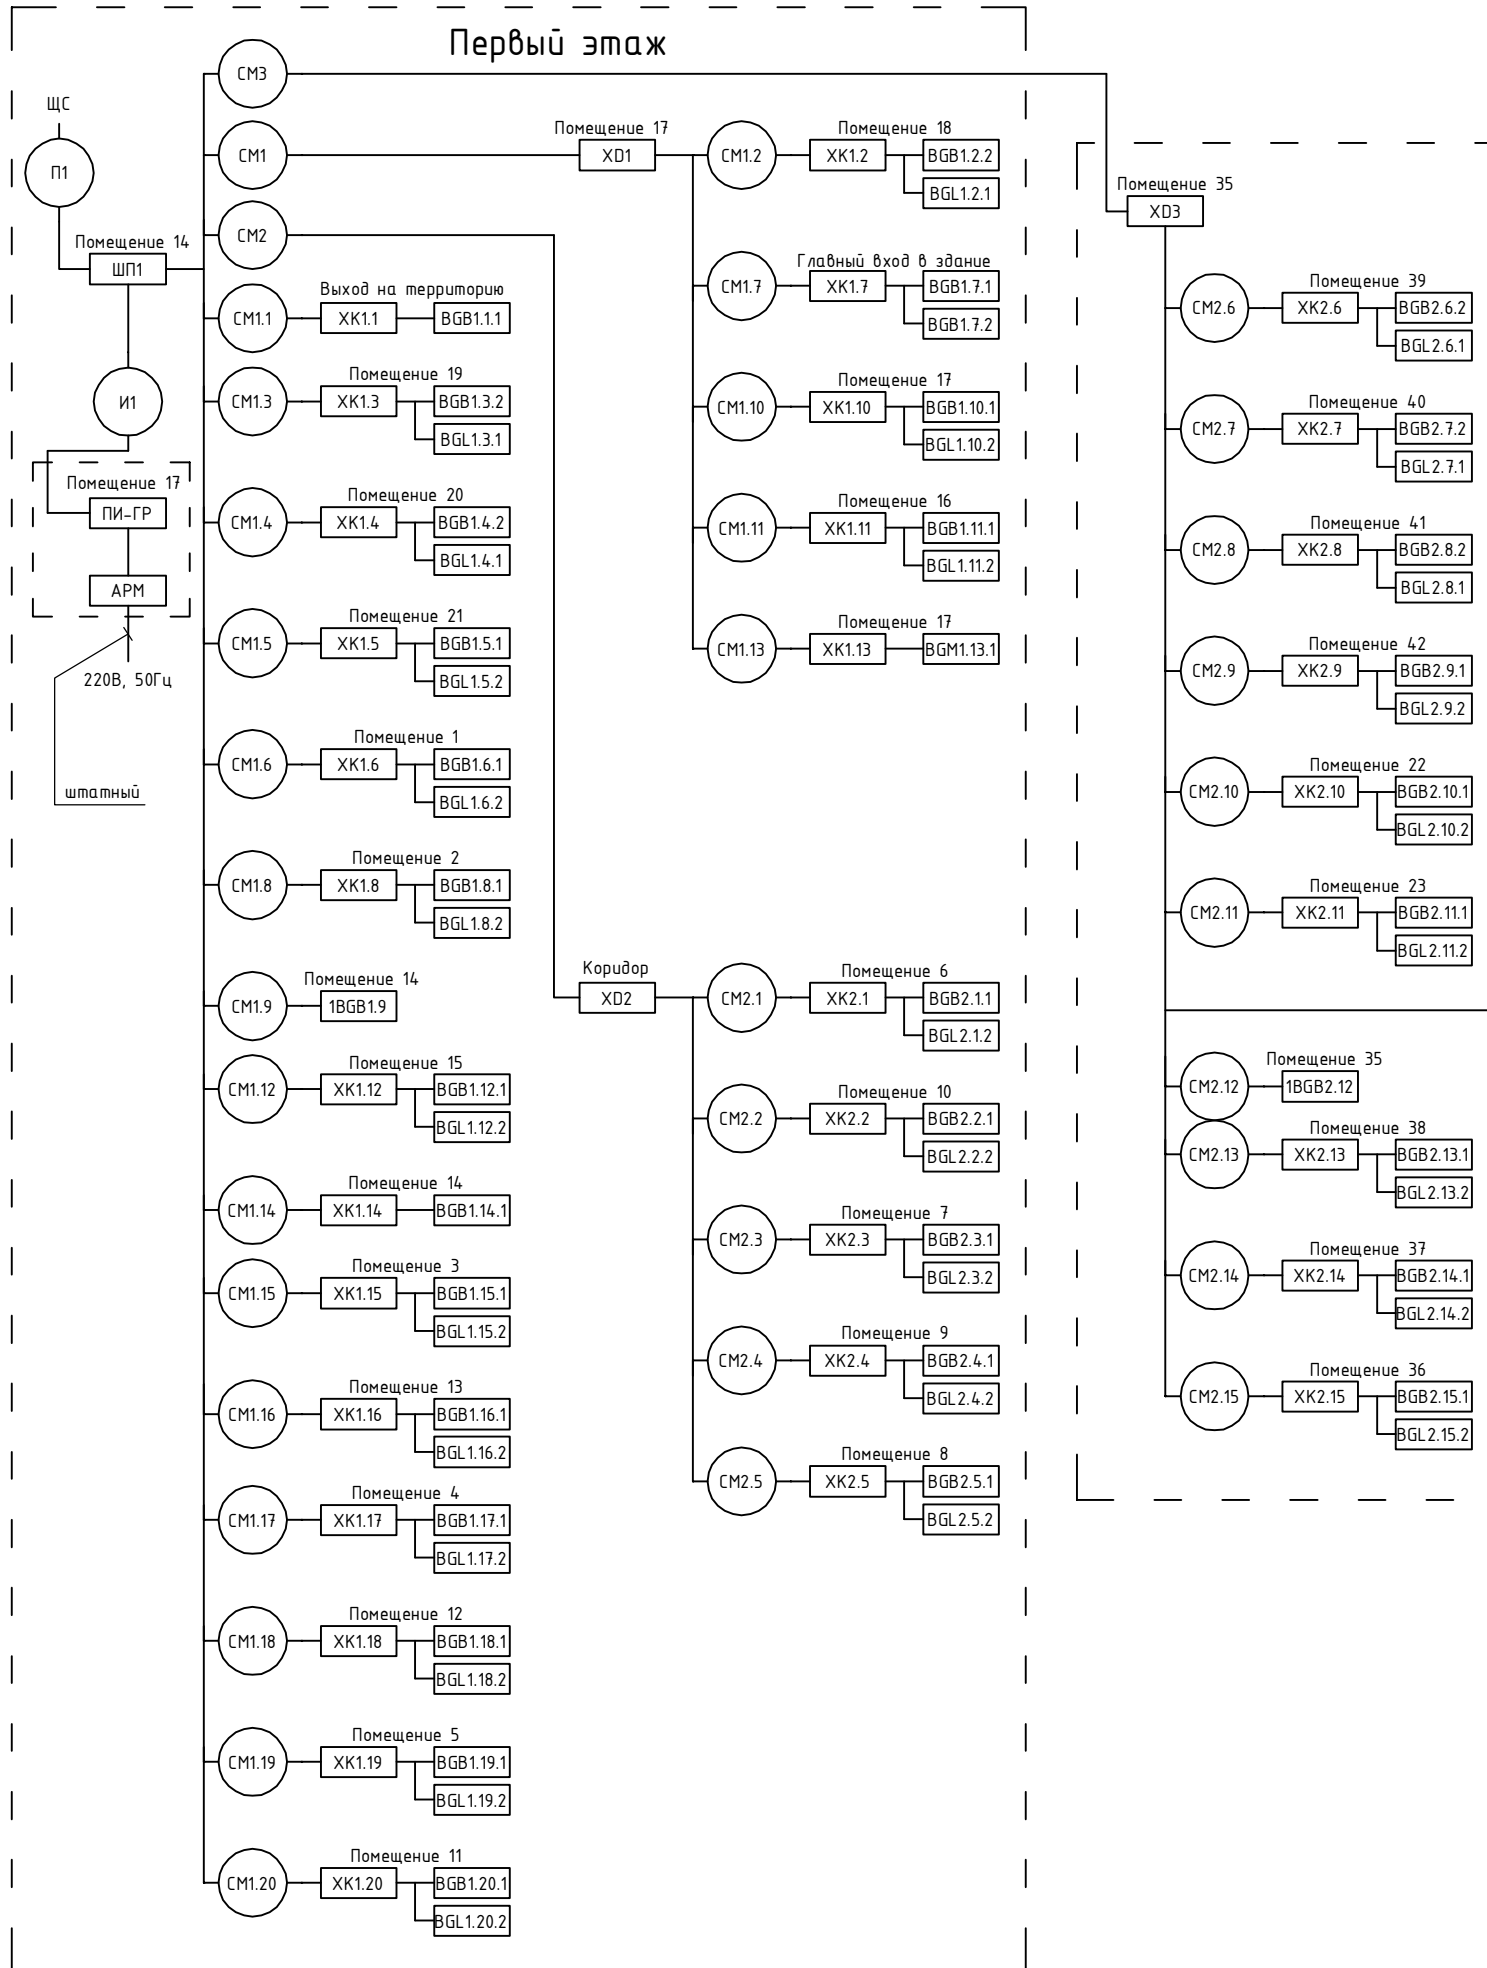 Первый этаж
ЩС
П1
Помещение 14
ШП1
И1
Помещение 17
ПИ-ГР
АРМ
220В, 50Гц
штатный
СМ3
СМ1
СМ2
Выход на территорию
СМ1.1 ХК1.1 BGB1.1.1
Помещение 19
СМ1.3 ХК1.3 BGB1.3.2
BGL1.3.1
Помещение 20
СМ1.4 ХК1.4 BGB1.4.2
BGL1.4.1
Помещение 21
СМ1.5 ХК1.5 BGB1.5.1
BGL1.5.2
Помещение 1
СМ1.6 ХК1.6 BGB1.6.1
BGL1.6.2
Помещение 2
СМ1.8 ХК1.8 BGB1.8.1
BGL1.8.2
Помещение 14
СМ1.9 1BGB1.9
Помещение 15
СМ1.12 ХК1.12 BGB1.12.1
BGL1.12.2
Помещение 14
СМ1.14 ХК1.14 BGB1.14.1
Помещение 3
СМ1.15 ХК1.15 BGB1.15.1
BGL1.15.2
Помещение 13
СМ1.16 ХК1.16 BGB1.16.1
BGL1.16.2
Помещение 4
СМ1.17 ХК1.17 BGB1.17.1
BGL1.17.2
Помещение 12
СМ1.18 ХК1.18 BGB1.18.1
BGL1.18.2
Помещение 5
СМ1.19 ХК1.19 BGB1.19.1
BGL1.19.2
Помещение 11
СМ1.20 ХК1.20 BGB1.20.1
BGL1.20.2
Помещение 17
XD1
Помещение 18
СМ1.2 ХК1.2 BGB1.2.2
BGL1.2.1
Главный вход в здание
СМ1.7 ХК1.7 BGB1.7.1
BGB1.7.2
Помещение 17
СМ1.10 ХК1.10 BGB1.10.1
BGL1.10.2
Помещение 16
СМ1.11 ХК1.11 BGB1.11.1
BGL1.11.2
Помещение 17
СМ1.13 ХК1.13 BGM1.13.1
Коридор
XD2
Помещение 6
СМ2.1 ХК2.1 BGB2.1.1
BGL2.1.2
Помещение 10
СМ2.2 ХК2.2 BGB2.2.1
BGL2.2.2
Помещение 7
СМ2.3 ХК2.3 BGB2.3.1
BGL2.3.2
Помещение 9
СМ2.4 ХК2.4 BGB2.4.1
BGL2.4.2
Помещение 8
СМ2.5 ХК2.5 BGB2.5.1
BGL2.5.2
Помещение 35
XD3
Помещение 39
СМ2.6 ХК2.6 BGB2.6.2
BGL2.6.1
Помещение 40
СМ2.7 ХК2.7 BGB2.7.2
BGL2.7.1
Помещение 41
СМ2.8 ХК2.8 BGB2.8.2
BGL2.8.1
Помещение 42
СМ2.9 ХК2.9 BGB2.9.1
BGL2.9.2
Помещение 22
СМ2.10 ХК2.10 BGB2.10.1
BGL2.10.2
Помещение 23
СМ2.11 ХК2.11 BGB2.11.1
BGL2.11.2
Помещение 35
СМ2.12 1BGB2.12
Помещение 38
СМ2.13 ХК2.13 BGB2.13.1
BGL2.13.2
Помещение 37
СМ2.14 ХК2.14 BGB2.14.1
BGL2.14.2
Помещение 36
СМ2.15 ХК2.15 BGB2.15.1
BGL2.15.2